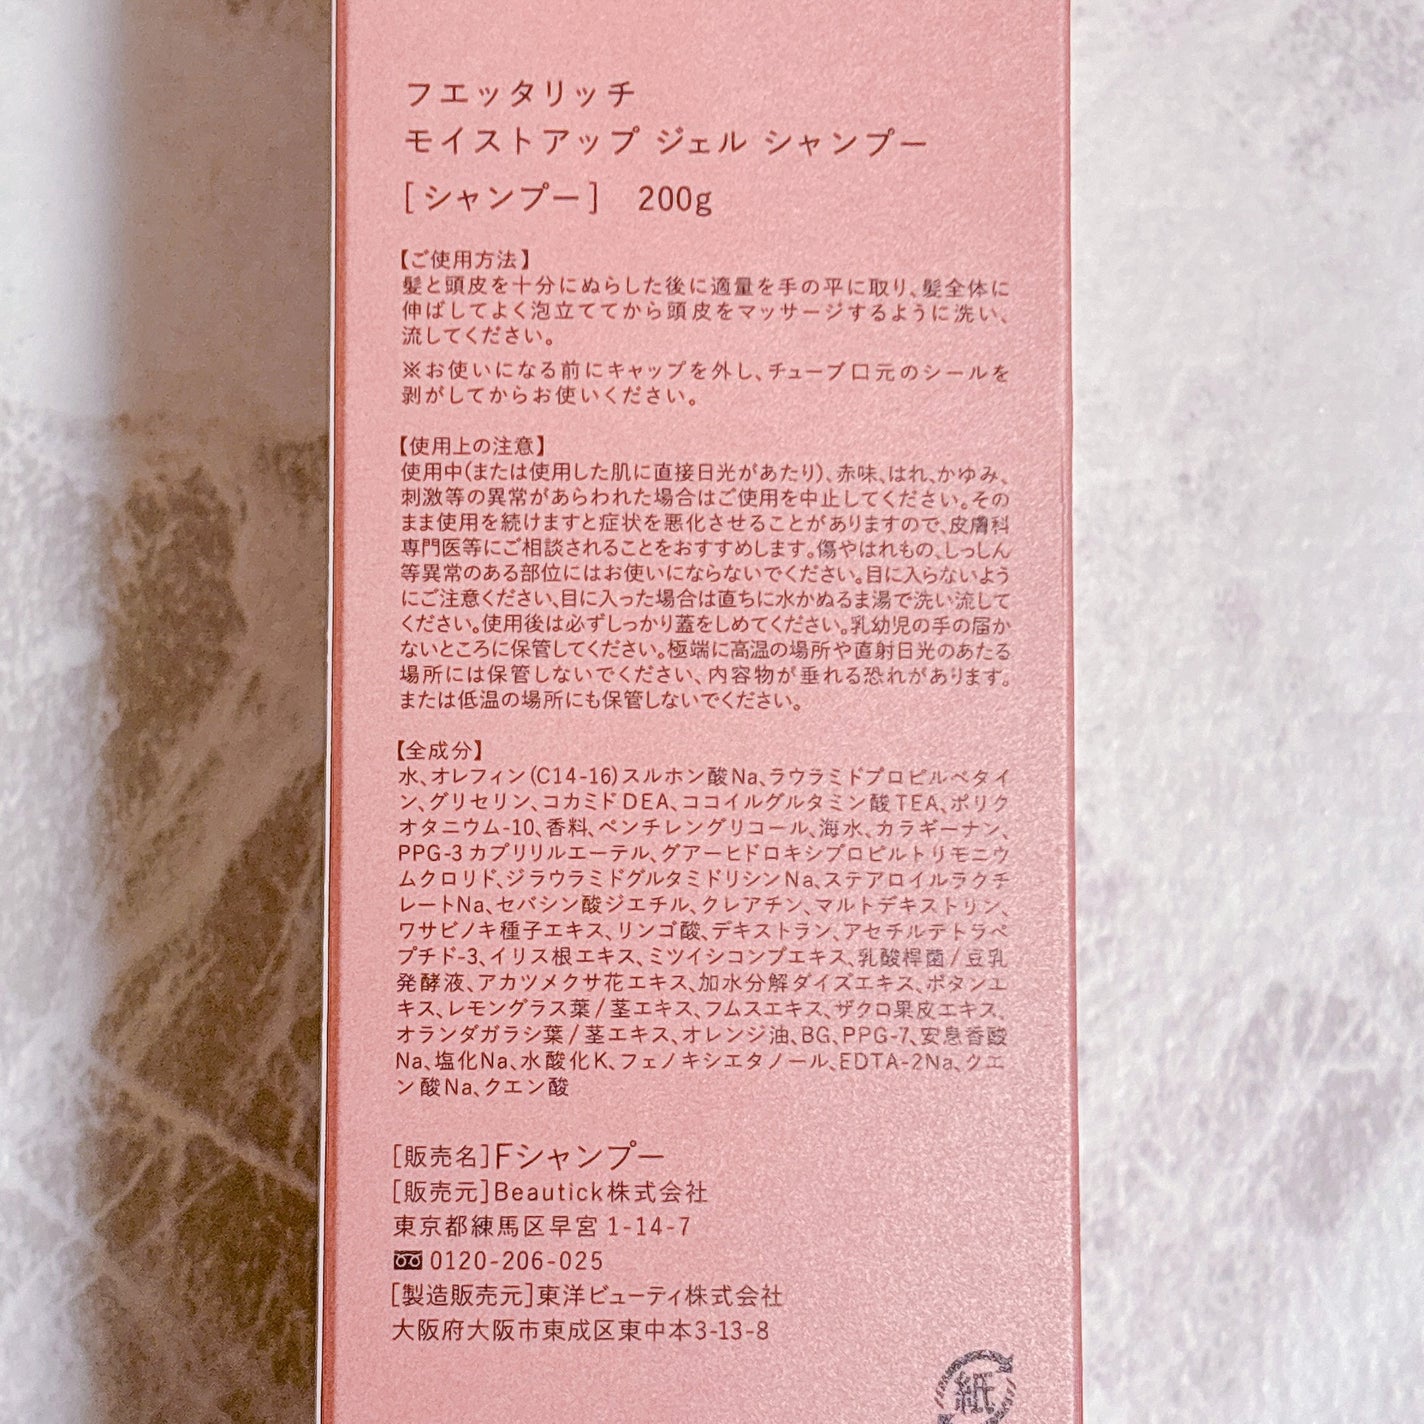 フエッタリッチ
モイストアップ ジェル シャンプー
[シャンプー] 200g
【ご使用方法】
髪と頭皮を十分にぬらした後に適量を手の平に取り、髪全体に
伸ばしてよく泡立ててから頭皮をマッサージするように洗い、
流してください。
※お使いになる前にキャップを外し、チューブ口元のシールを
剥がしてからお使いください。
【使用上の注意】
使用中(または使用した肌に直接日光があたり)、赤味、はれ、かゆみ、
刺激等の異常があらわれた場合はご使用を中止してください。その
まま使用を続けますと症状を悪化させることがありますので、皮膚科
専門医等にご相談されることをおすすめします。傷やはれもの、しっしん
等異常のある部位にはお使いにならないでください。目に入らないよう
にご注意ください、目に入った場合は直ちに水かぬるま湯で洗い流して
ください。使用後は必ずしっかり蓋をしめてください。乳幼児の手の届か
ないところに保管してください。極端に高温の場所や直射日光のあたる
場所には保管しないでください、内容物が垂れる恐れがあります。
または低温の場所にも保管しないでください。
【全成分】
水、オレフィン(C14-16)スルホン酸Na、ラウラミドプロピルベタイ
ン、グリセリン、コカミドDEA、ココイルグルタミン酸TEA、ポリク
オタニウム-10、香料、ペンチレングリコール、海水、カラギーナン、
PPG-3カプリリルエーテル、グアーヒドロキシプロピルトリモニウ
ムクロリド、ジラウラミドグルタミドリシンNa、ステアロイルラクチ
レートNa、セバシン酸ジエチル、クレアチン、マルトデキストリン、
ワサビノキ種子エキス、リンゴ酸、デキストラン、アセチルテトラペ
プチド-3、イリス根エキス、ミツイシコンブエキス、乳酸桿菌/豆乳
発酵液、アカツメクサ花エキス、加水分解ダイズエキス、ボタンエ
キス、レモングラス葉/茎エキス、フムスエキス、ザクロ果皮エキス、
オランダガラシ葉/茎エキス、オレンジ油、BG、PPG-7、安息香酸
Na、塩化Na、水酸化K、フェノキシエタノール、EDTA-2Na、クエ
ン酸Na、クエン酸
[販売名]Fシャンプー
[販売元]Beautick株式会社
東京都練馬区早宮 1-14-7
0120-206-025
[製造販売元]東洋ビューティ株式会社
大阪府大阪市東成区東中本3-13-8
紙